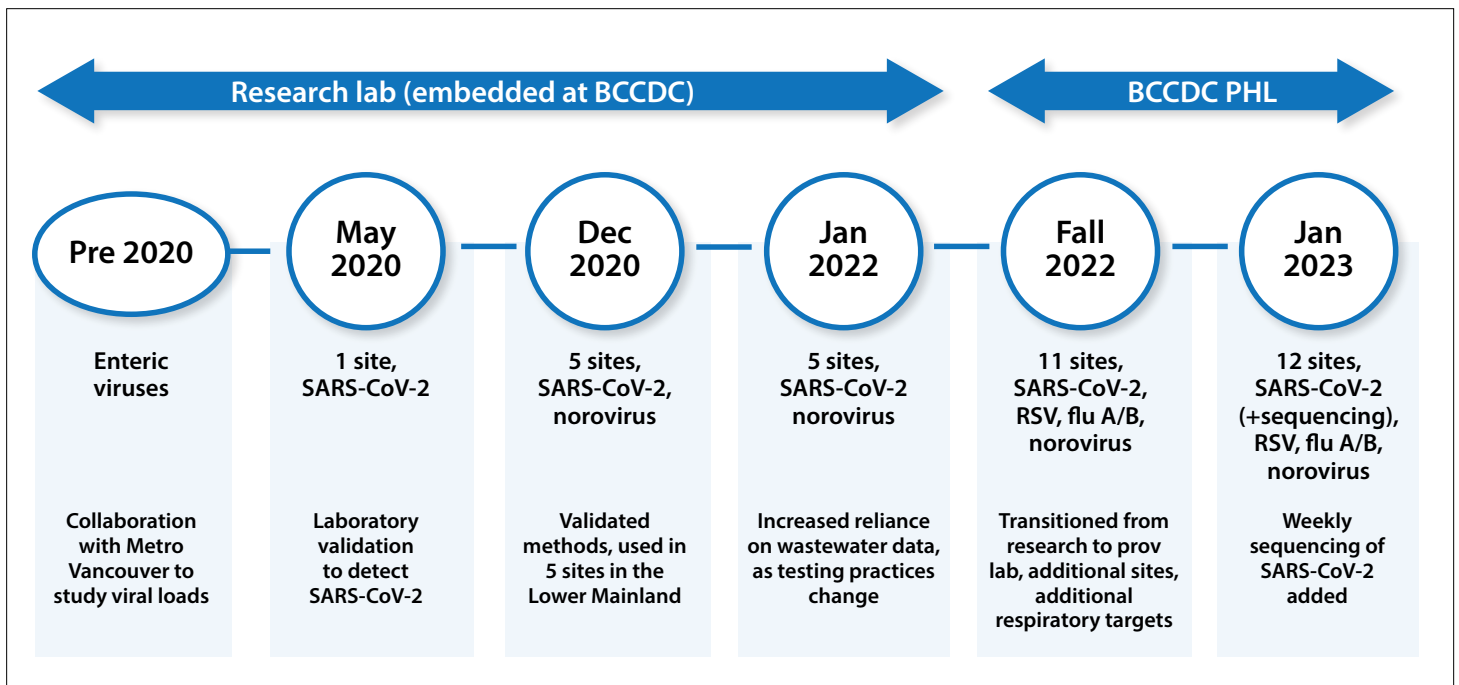 Research lab (embedded at BCCDC)
BCCDC PHL
Pre 2020
May
2020
Dec
2020
Jan
2022
Fall
2022
Jan
2023
Enteric
viruses
1 site,
SARS-CoV-2
5 sites,
SARS-CoV-2,
norovirus
5 sites,
SARS-CoV-2
norovirus
11 sites,
SARS-CoV-2,
RSV, flu A/B,
norovirus
12 sites,
SARS-CoV-2
(+sequencing),
RSV, flu A/B,
norovirus
Collaboration
with Metro
Vancouver to
study viral loads
Laboratory
validation
to detect
SARS-CoV-2
Validated
methods, used in
5 sites in the
Lower Mainland
Increased reliance
on wastewater data,
as testing practices
change
Transitioned from
research to prov
lab, additional sites,
additional
respiratory targets
Weekly
sequencing of
SARS-CoV-2
added